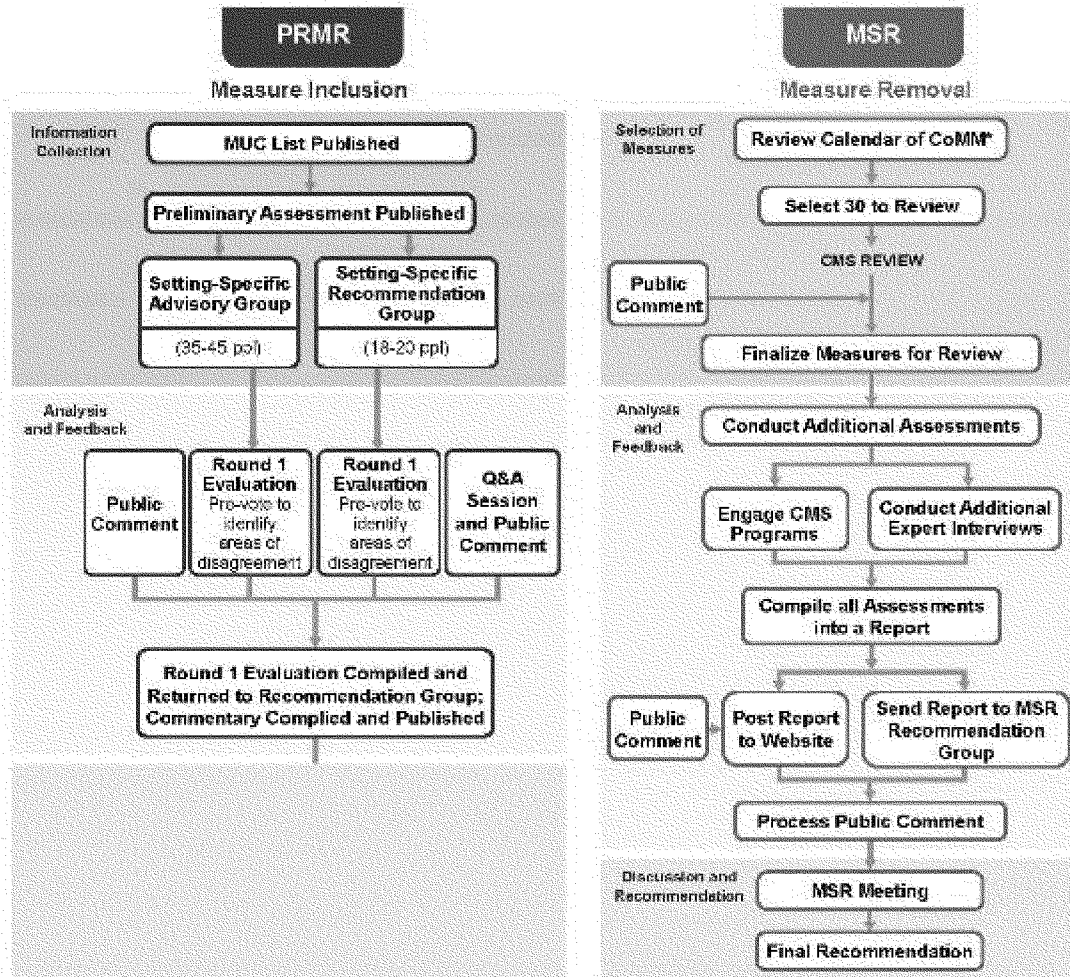 PRMR
Measure Inclusion
Information
Collection
MUC List Published
Preliminary Assessment Published
Setting-Specific
Advisory Group
(35-45 ppl)
Setting-Specific
Recommendation
Group
(18-20 ppl)
Analysis
and Feedback
Public
Comment
Round 1
Evaluation
Pre-vote to
identify
areas of
disagreement
Round 1
Evaluation
Pre-vote to
identify
areas of
disagreement
Q&A
Session
and Public
Comment
Round 1 Evaluation Compiled and
Returned to Recommendation Group;
Commentary Complied and Published
MSR
Measure Removal
Selection of
Measures
Review Calendar of CoMM*
Select 30 to Review
CMS REVIEW
Public
Comment
Finalize Measures for Review
Analysis
and
Feedback
Conduct Additional Assessments
Engage CMS
Programs
Conduct Additional
Expert Interviews
Compile all Assessments
into a Report
Public
Comment
Post Report
to Website
Send Report to MSR
Recommendation
Group
Process Public Comment
Discussion and
Recommendation
MSR Meeting
Final Recommendation